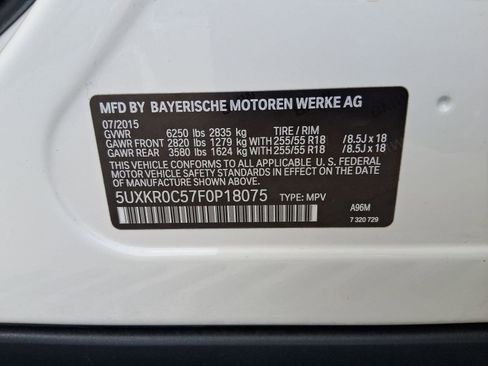 MFD BY BAYERISCHE MOTOREN WERKE AG
07/2015
GVWR 6250 lbs 2835 kg TIRE / RIM
GAWR FRONT 2820 lbs 1279 kg WITH 255/55 R18 / 8.5J x 18
GAWR REAR 3580 lbs 1624 kg WITH 255/55 R18 / 8.5J x 18
THIS VEHICLE CONFORMS TO ALL APPLICABLE U.S. FEDERAL
MOTOR VEHICLE SAFETY STANDARDS IN EFFECT ON THE
DATE OF MANUFACTURE SHOWN ABOVE.
5UXKR0C57F0P18075 TYPE: MPV
A96M
7 320 729